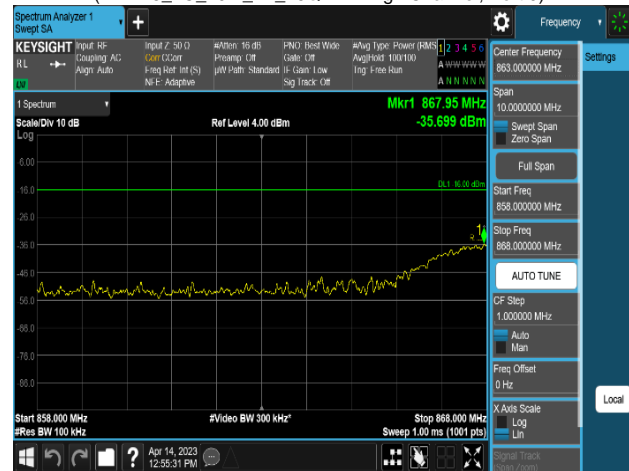 Spectrum Analyzer 1
Swept SA
+
Frequency
KEYSIGHT
RL
LXI
Input: RF
Coupling: AC
Align: Auto
Input Z: 50 Ω
Corr CCorr
Freq Ref: Int (S)
NFE: Adaptive
#Atten: 16 dB
Preamp: Off
µW Path: Standard
PNO: Best Wide
Gate: Off
IF Gain: Low
Sig Track: Off
#Avg Type: Power (RMS
Avg|Hold: 100/100
Trig: Free Run
1 2 3 4 5 6
A W W W W W
A N N N N N
1 Spectrum
Scale/Div 10 dB
Log
Ref Level 4.00 dBm
Mkr1 867.95 MHz
-35.699 dBm
-6.00
-16.0
-26.0
-36.0
-46.0
-56.0
-66.0
-76.0
-86.0
DL1 -16.00 dBm
1
Start 858.000 MHz
#Res BW 100 kHz
#Video BW 300 kHz*
Stop 868.000 MHz
Sweep 1.00 ms (1001 pts)
Center Frequency
863.000000 MHz
Span
10.0000000 MHz
Swept Span
Zero Span
Full Span
Start Freq
858.000000 MHz
Stop Freq
868.000000 MHz
AUTO TUNE
CF Step
1.000000 MHz
Auto
Man
Freq Offset
0 Hz
X Axis Scale
Log
Lin
Signal Track
(Span Zoom)
Settings
Local
?
Apr 14, 2023
12:55:31 PM